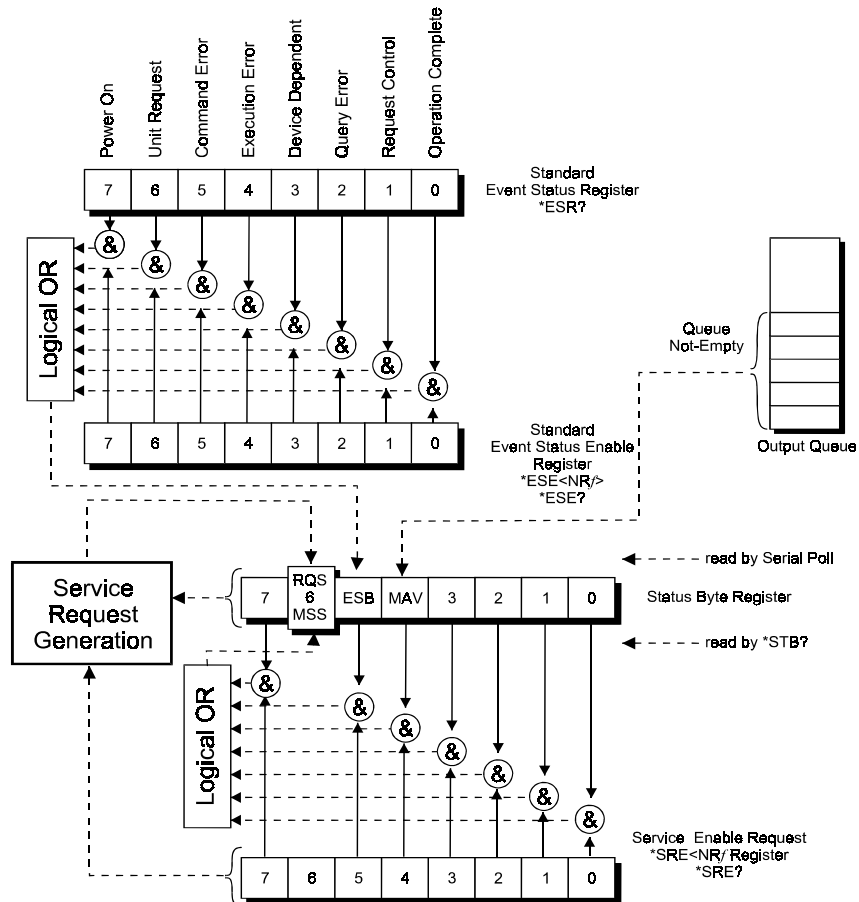 Power On
Unit Request
Command Error
Execution Error
Device Dependent
Query Error
Request Control
Operation Complete
7 6 5 4 3 2 1 0
Standard
Event Status Register
*ESR?
& & & & & & & &
Logical OR
Queue
Not-Empty
Output Queue
7 6 5 4 3 2 1 0
Standard
Event Status Enable
Register
*ESE<NRf>
*ESE?
read by Serial Poll
Service
Request
Generation
7 RQS 6 MSS ESB MAV 3 2 1 0
Status Byte Register
read by *STB?
& & & & & & &
Logical OR
Service Enable Request
*SRE<NRf Register
*SRE?
7 6 5 4 3 2 1 0